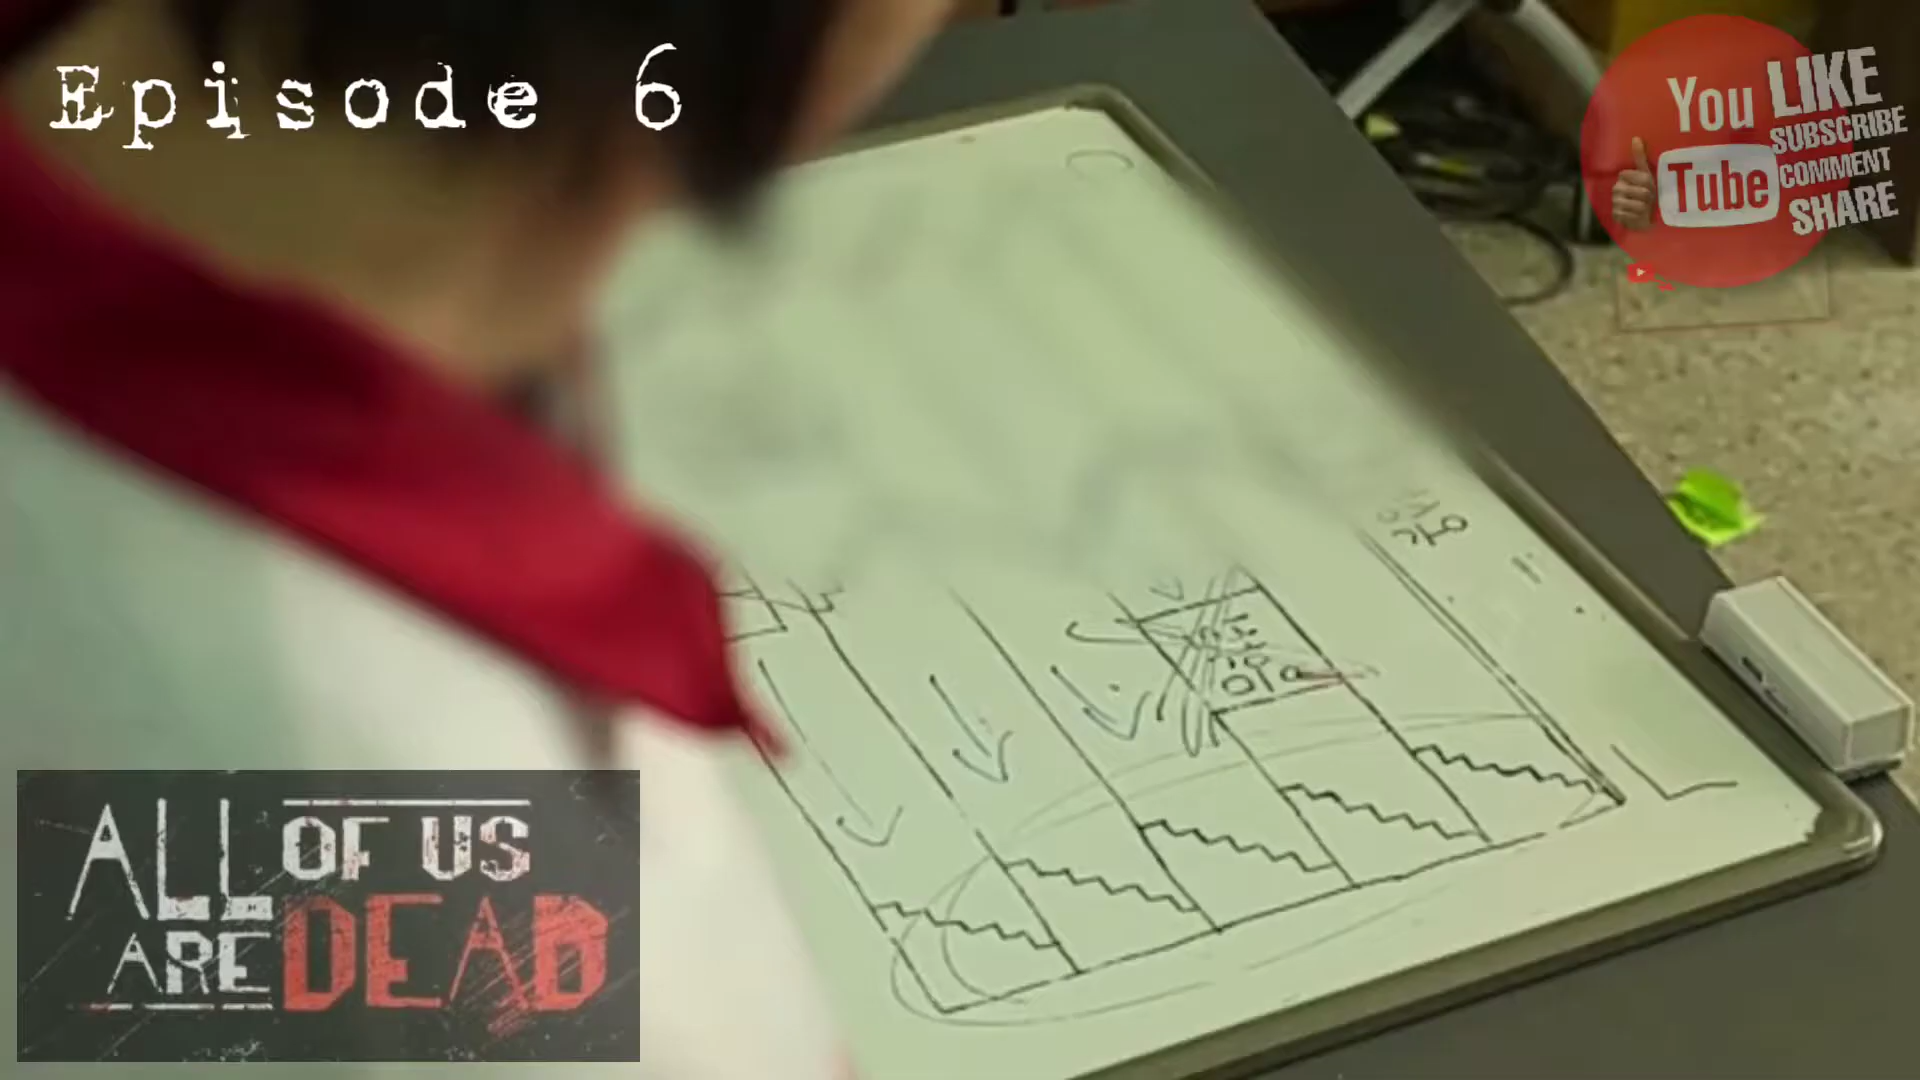 Episode 6
You
Tube
LIKE
SUBSCRIBE
COMMENT
SHARE
ALL OF US
ARE DEAD